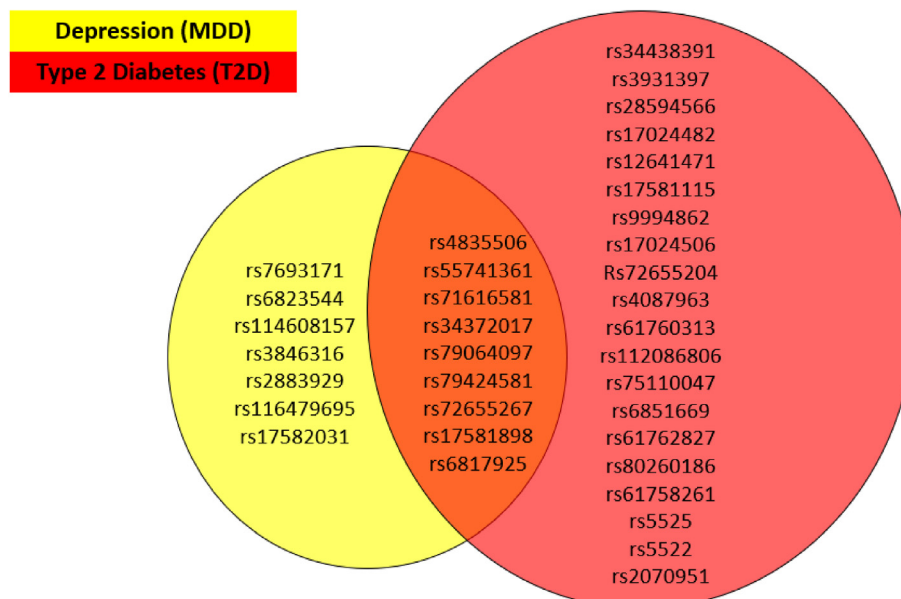 Depression (MDD)
Type 2 Diabetes (T2D)
rs7693171
rs6823544
rs114608157
rs3846316
rs2883929
rs116479695
rs17582031
rs4835506
rs55741361
rs71616581
rs34372017
rs79064097
rs79424581
rs72655267
rs17581898
rs6817925
rs34438391
rs3931397
rs28594566
rs17024482
rs12641471
rs17581115
rs9994862
rs17024506
Rs72655204
rs4087963
rs61760313
rs112086806
rs75110047
rs6851669
rs61762827
rs80260186
rs61758261
rs5525
rs5522
rs2070951